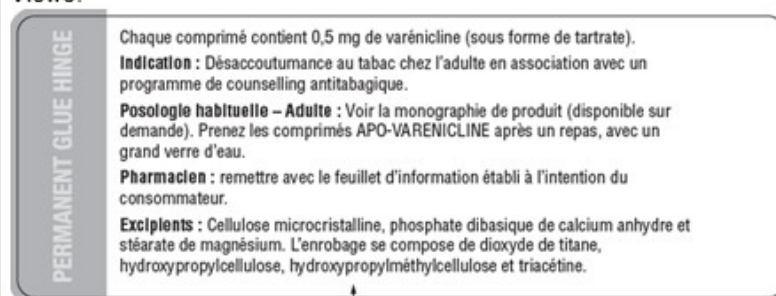 PERMANENT GLUE HINGE
Chaque comprimé contient 0,5 mg de varénicline (sous forme de tartrate).
Indication : Désaccoutumance au tabac chez l'adulte en association avec un
programme de counselling antitabagique.
Posologie habituelle – Adulte : Voir la monographie de produit (disponible sur
demande). Prenez les comprimés APO-VARENICLINE après un repas, avec un
grand verre d'eau.
Pharmacien : remettre avec le feuillet d'information établi à l'intention du
consommateur.
Excipients : Cellulose microcristalline, phosphate dibasique de calcium anhydre et
stéarate de magnésium. L'enrobage se compose de dioxyde de titane,
hydroxypropylcellulose, hydroxypropylméthylcellulose et triacétine.